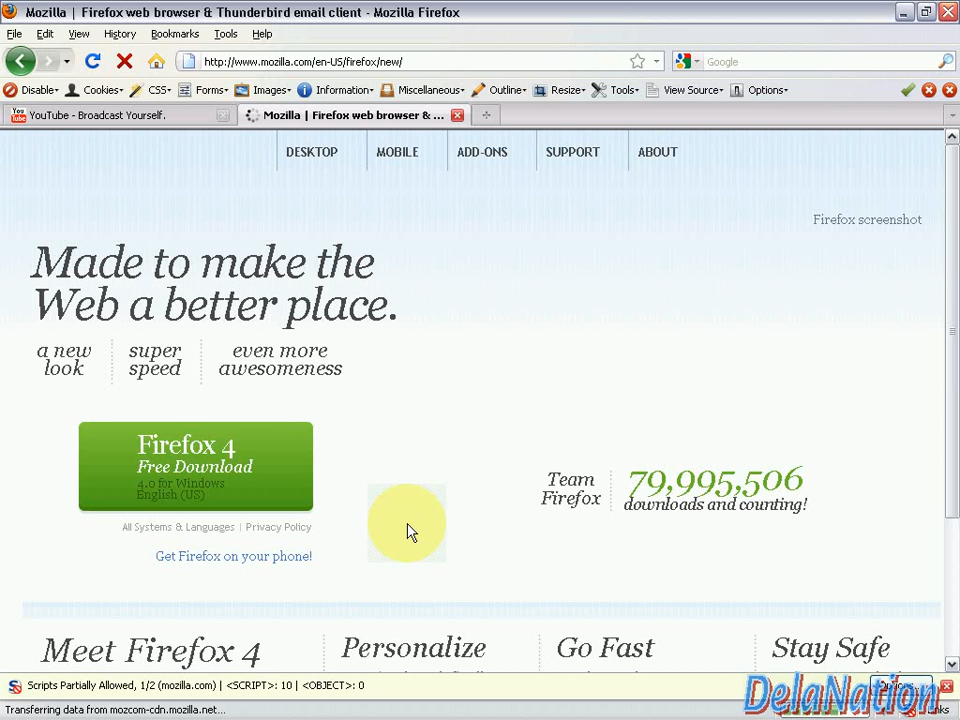 Mozilla | Firefox web browser & Thunderbird email client - Mozilla Firefox
File Edit View History Bookmarks Tools Help
http://www.mozilla.com/en-US/firefox/new/
Google
Disable Cookies CSS Forms Images Information Miscellaneous Outline Resize Tools View Source Options
YouTube - Broadcast Yourself.
Mozilla | Firefox web browser & ...
DESKTOP MOBILE ADD-ONS SUPPORT ABOUT
Firefox screenshot
Made to make the
Web a better place.
a new
look
super
speed
even more
awesomeness
Firefox 4
Free Download
4.0 for Windows
English (US)
All Systems & Languages | Privacy Policy
Get Firefox on your phone!
Team
Firefox
79,995,506
downloads and counting!
Meet Firefox 4
Personalize
Go Fast
Stay Safe
Scripts Partially Allowed, 1/2 (mozilla.com) | <SCRIPT>: 10 | <OBJECT>: 0
DelaNation
Transferring data from mozcom-cdn.mozilla.net...